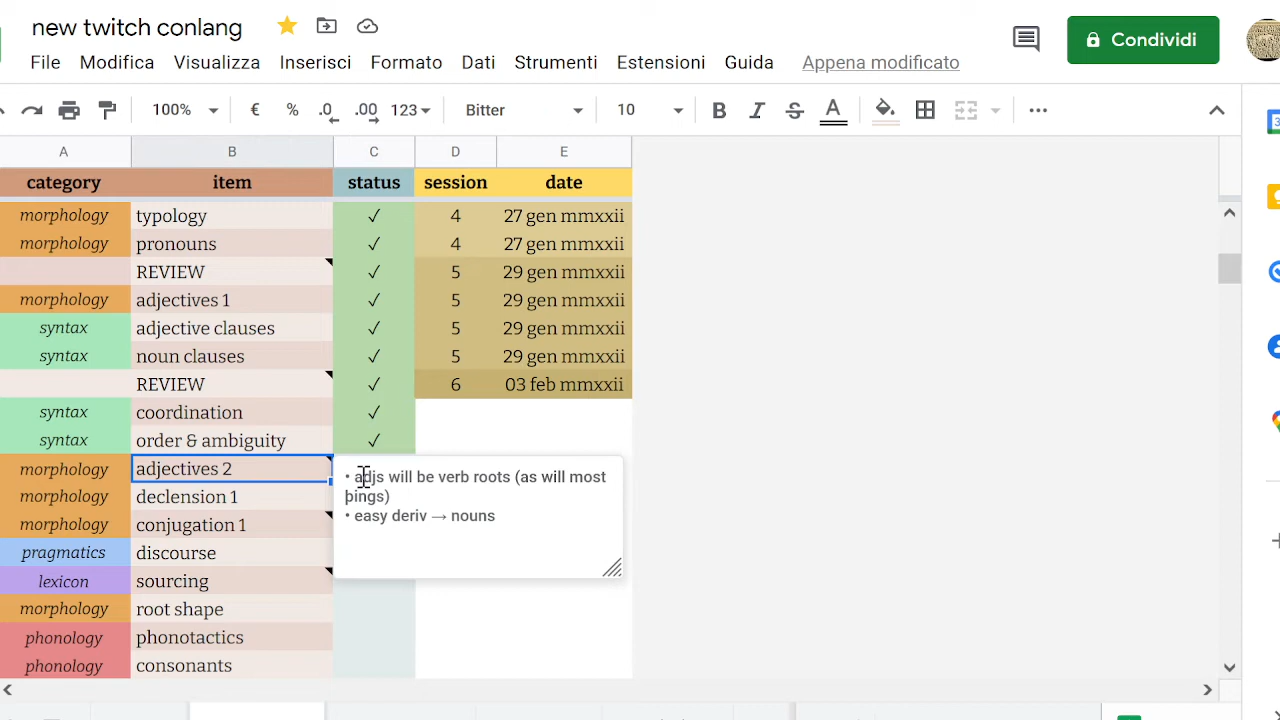 new twitch conlang
Condividi
File Modifica Visualizza Inserisci Formato Dati Strumenti Estensioni Guida Appena modificato
100% € % .0 .00 123 Bitter 10 B I S A
A B C D E
category item status session date
morphology typology ✓ 4 27 gen mmxxii
morphology pronouns ✓ 4 27 gen mmxxii
REVIEW ✓ 5 29 gen mmxxii
morphology adjectives 1 ✓ 5 29 gen mmxxii
syntax adjective clauses ✓ 5 29 gen mmxxii
syntax noun clauses ✓ 5 29 gen mmxxii
REVIEW ✓ 6 03 feb mmxxii
syntax coordination ✓
syntax order & ambiguity ✓
morphology adjectives 2
• adjs will be verb roots (as will most
þings)
• easy deriv → nouns
morphology declension 1
morphology conjugation 1
pragmatics discourse
lexicon sourcing
morphology root shape
phonology phonotactics
phonology consonants